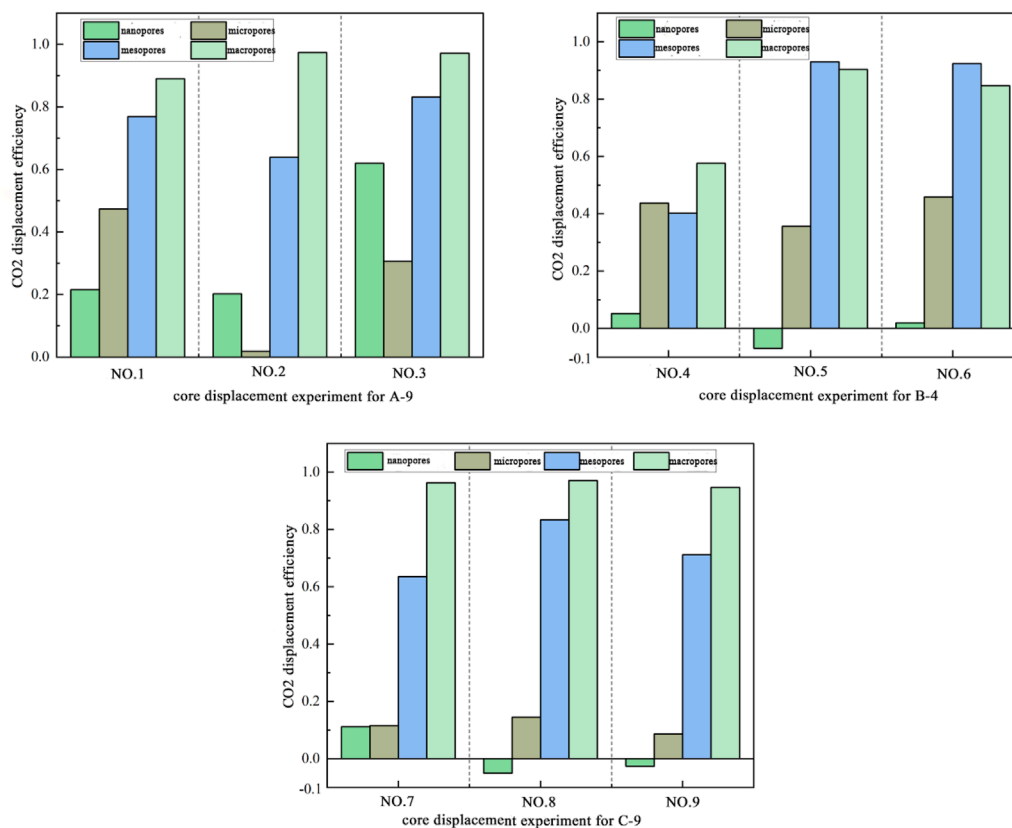 nanopores micropores
mesopores macropores
1.0
0.8
0.6
0.4
0.2
0.0
CO2 displacement efficiency
NO.1 NO.2 NO.3
core displacement experiment for A-9
nanopores micropores
mesopores macropores
1.0
0.8
0.6
0.4
0.2
0.0
-0.1
CO2 displacement efficiency
NO.4 NO.5 NO.6
core displacement experiment for B-4
nanopores micropores mesopores macropores
1.0
0.8
0.6
0.4
0.2
0.0
-0.1
CO2 displacement efficiency
NO.7 NO.8 NO.9
core displacement experiment for C-9